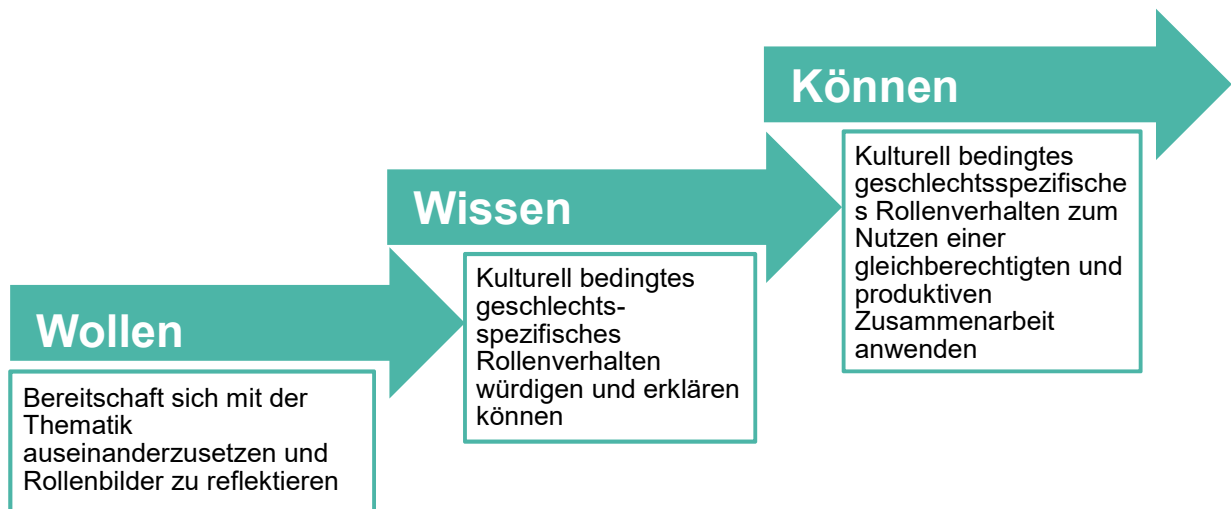 Wollen
Bereitschaft sich mit der
Thematik
auseinanderzusetzen und
Rollenbilder zu reflektieren
Wissen
Kulturell bedingtes
geschlechts-
spezifisches
Rollenverhalten
würdigen und erklären
können
Können
Kulturell bedingtes
geschlechtsspezifische
s Rollenverhalten zum
Nutzen einer
gleichberechtigten und
produktiven
Zusammenarbeit
anwenden